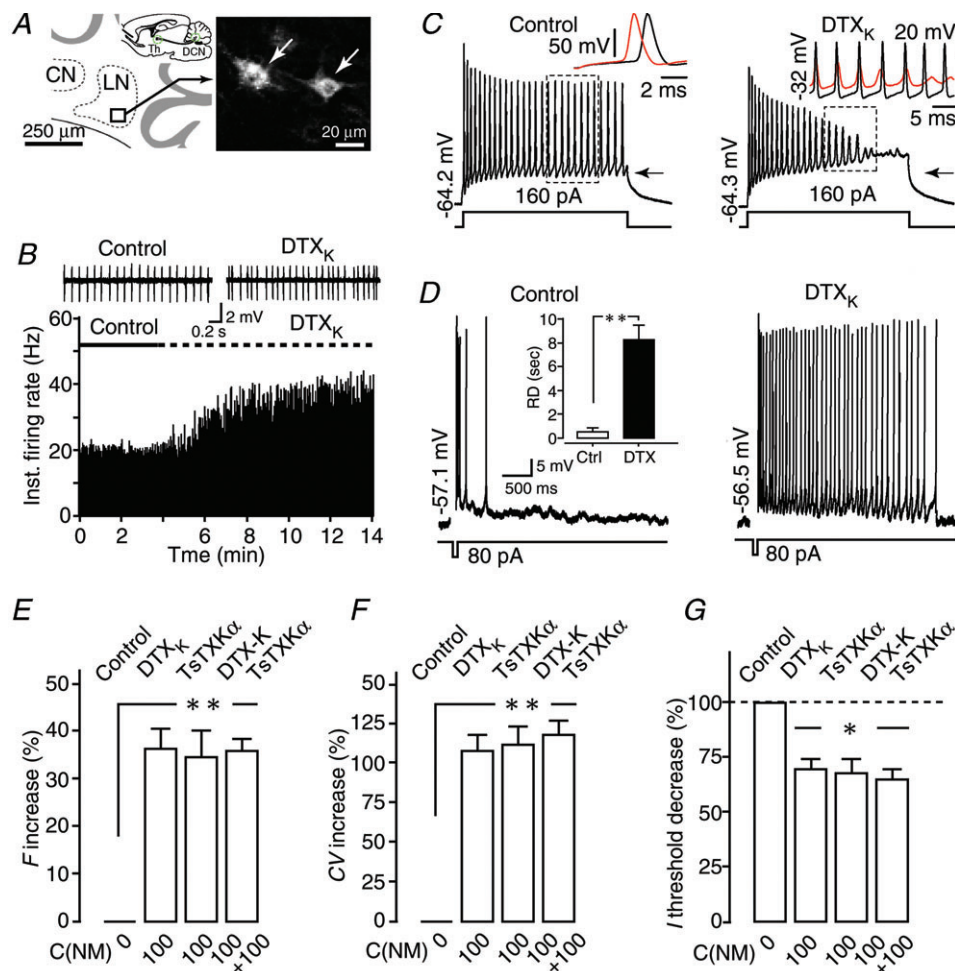 A
Th
DCN
CN
LN
250 μm
20 μm
B
Control
DTXK
2 mV
0.2 s
Control
DTXK
Inst. firing rate (Hz)
60
40
20
0
0 2 4 6 8 10 12 14
Tme (min)
C
Control
50 mV
2 ms
-64.2 mV
160 pA
DTXK
20 mV
-32 mV
5 ms
-64.3 mV
160 pA
D
Control
-57.1 mV
**
RD (sec)
10
8
6
4
2
0
Ctrl DTX
5 mV
500 ms
80 pA
DTXK
-56.5 mV
80 pA
E
Control
DTXK
TsTXKα
DTX-K
TsTXKα
**
F increase (%)
50
40
30
20
10
0
C(NM) 0 100 100 100
+100
F
Control
DTXK
TsTXKα
DTX-K
TsTXKα
**
CV increase (%)
150
125
100
75
50
25
0
C(NM) 0 100 100 100
+100
G
Control
DTXK
TsTXKα
DTX-K
TsTXKα
*
I threshold decrease (%)
100
75
50
25
0
C(NM) 0 100 100 100
+100